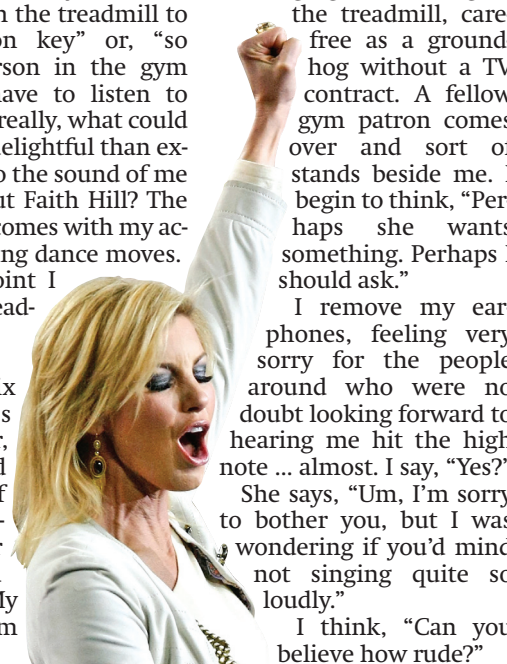 n the treadmill to
on key” or, “so
rson in the gym
ave to listen to
really, what could
elightful than ex-
o the sound of me
ut Faith Hill? The
comes with my ac-
ng dance moves.
oint I
ead-
ix
s
r,
d
f
-
r
My
m
the treadmill, care
free as a ground
hog without a TV
contract. A fellow
gym patron comes
over and sort of
stands beside me. I
begin to think, “Per
haps she wants
something. Perhaps I
should ask.”
I remove my ear
phones, feeling very
sorry for the people
around who were no
doubt looking forward to
hearing me hit the high
note ... almost. I say, “Yes?”
She says, “Um, I’m sorry
to bother you, but I was
wondering if you’d mind
not singing quite so
loudly.”
I think, “Can you
believe how rude?”